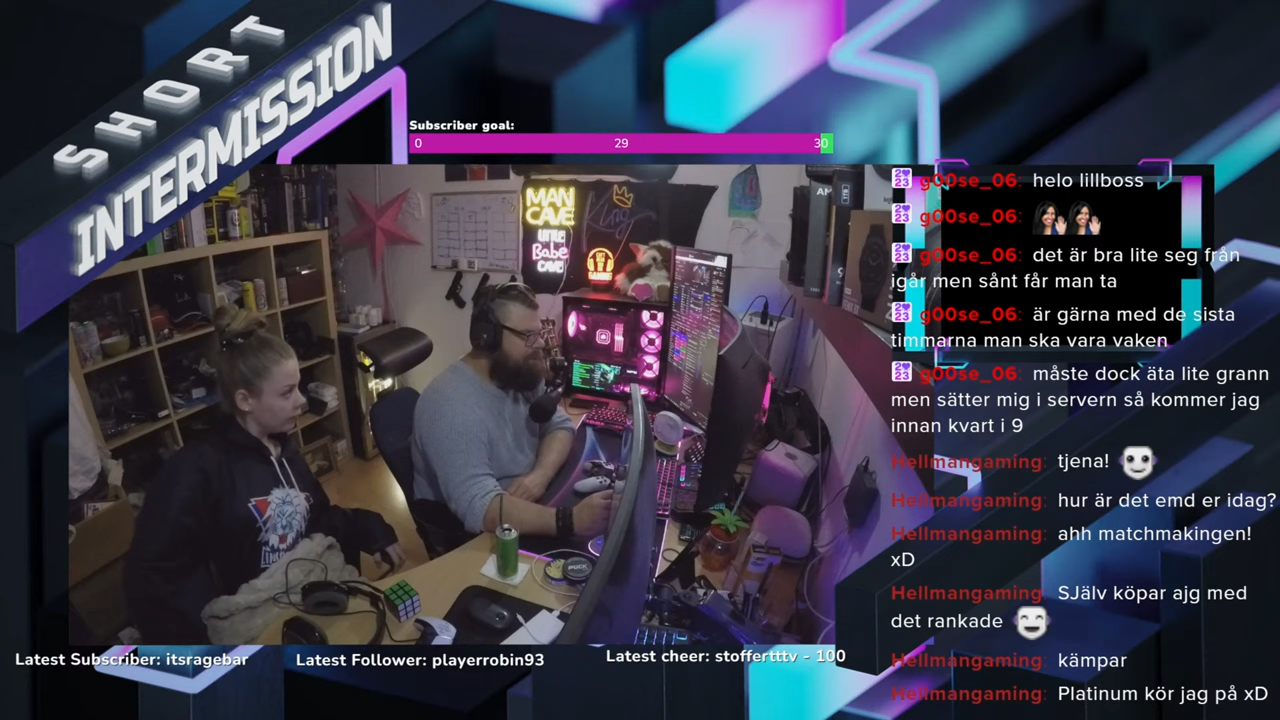 SHORT
INTERMISSION
Subscriber goal:
0 29 30
MAN
CAVE
LITTLE
Babe
CAVE
King
GAMING
g00se_06: helo lillboss
g00se_06:
g00se_06: det är bra lite seg från
igår men sånt får man ta
g00se_06: är gärna med de sista
timmarna man ska vara vaken
g00se_06: måste dock äta lite grann
men sätter mig i servern så kommer jag
innan kvart i 9
Hellmangaming: tjena!
Hellmangaming: hur är det emd er idag?
Hellmangaming: ahh matchmakingen!
xD
Hellmangaming: SJälv köpar ajg med
det rankade
Hellmangaming: kämpar
Hellmangaming: Platinum kör jag på xD
Latest Subscriber: itsragebar
Latest Follower: playerrobin93
Latest cheer: stoffertttv - 100